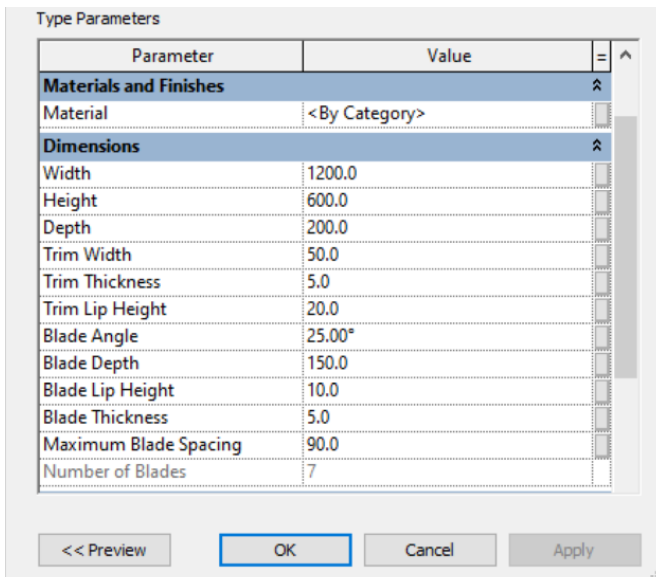 Type Parameters
Parameter Value =
Materials and Finishes
Material <By Category>
Dimensions
Width 1200.0
Height 600.0
Depth 200.0
Trim Width 50.0
Trim Thickness 5.0
Trim Lip Height 20.0
Blade Angle 25.00°
Blade Depth 150.0
Blade Lip Height 10.0
Blade Thickness 5.0
Maximum Blade Spacing 90.0
Number of Blades 7
<< Preview OK Cancel Apply